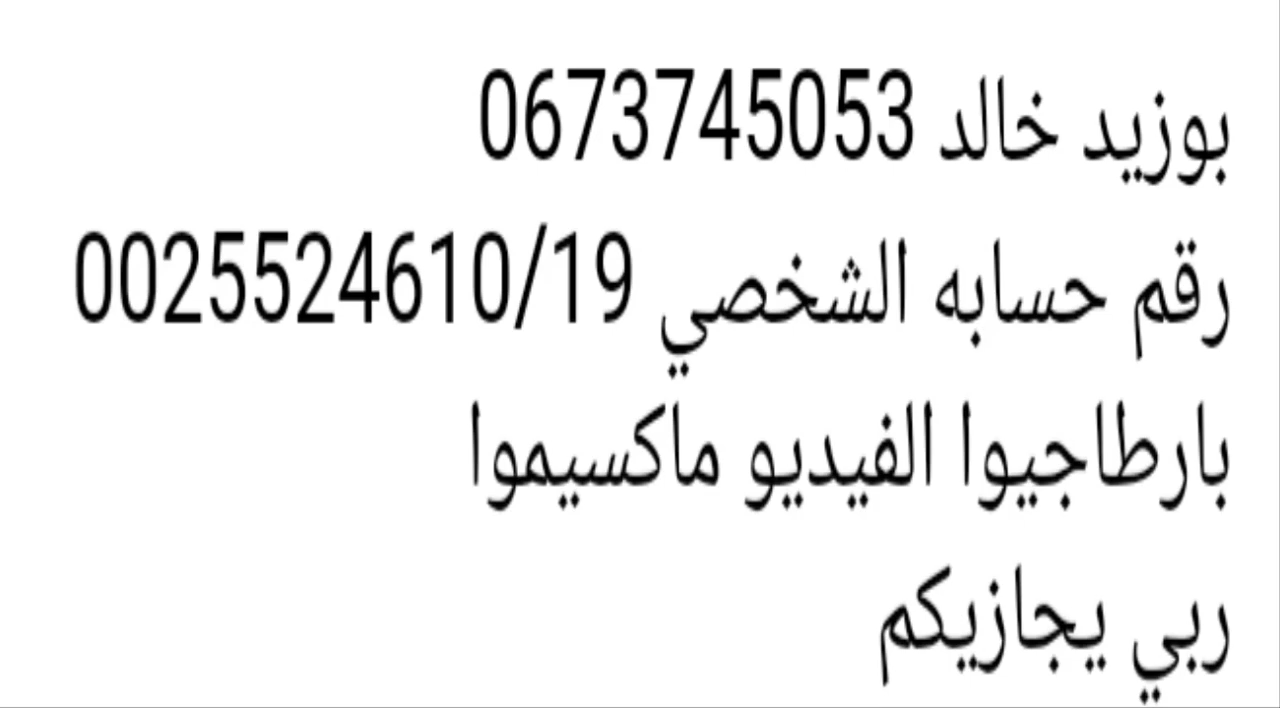 بوزيد خالد 0673745053
رقم حسابه الشخصي 0025524610/19
بارطاجيوا الفيديو ماكسيموا
ربي يجازيكم